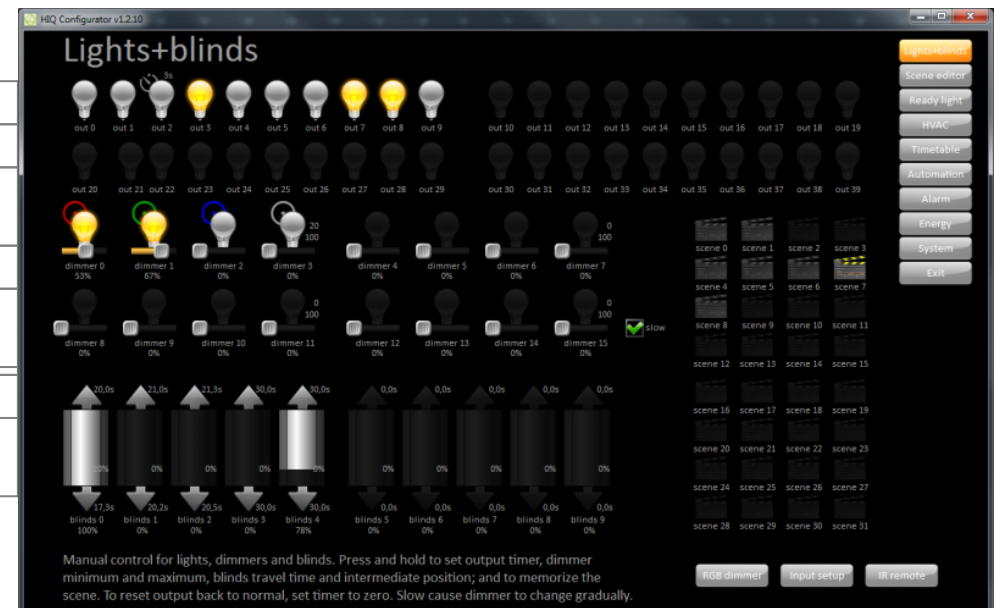 HIQ Configurator v1.2.10
Lights+blinds
3s
out 0 out 1 out 2 out 3 out 4 out 5 out 6 out 7 out 8 out 9 out 10 out 11 out 12 out 13 out 14 out 15 out 16 out 17 out 18 out 19
out 20 out 21 out 22 out 23 out 24 out 25 out 26 out 27 out 28 out 29 out 30 out 31 out 32 out 33 out 34 out 35 out 36 out 37 out 38 out 39
20 0
100 100
dimmer 0 dimmer 1 dimmer 2 dimmer 3 dimmer 4 dimmer 5 dimmer 6 dimmer 7
53% 67% 0% 0% 0% 0% 0% 0%
0 0
100 100
slow
dimmer 8 dimmer 9 dimmer 10 dimmer 11 dimmer 12 dimmer 13 dimmer 14 dimmer 15
0% 0% 0% 0% 0% 0% 0% 0%
20,0s 21,0s 21,3s 30,0s 30,0s 0,0s 0,0s 0,0s 0,0s 0,0s
0% 0% 0% 0% 0% 0% 0% 0%
17,3s 20,2s 20,5s 30,0s 30,0s 0,0s 0,0s 0,0s 0,0s 0,0s
blinds 0 blinds 1 blinds 2 blinds 3 blinds 4 blinds 5 blinds 6 blinds 7 blinds 8 blinds 9
100% 0% 0% 0% 78% 0% 0% 0% 0% 0%
scene 0 scene 1 scene 2 scene 3
scene 4 scene 5 scene 6 scene 7
scene 8 scene 9 scene 10 scene 11
scene 12 scene 13 scene 14 scene 15
scene 16 scene 17 scene 18 scene 19
scene 20 scene 21 scene 22 scene 23
scene 24 scene 25 scene 26 scene 27
scene 28 scene 29 scene 30 scene 31
Lights+blinds
Scene editor
Ready light
HVAC
Timetable
Automation
Alarm
Energy
System
Exit
Manual control for lights, dimmers and blinds. Press and hold to set output timer, dimmer
minimum and maximum, blinds travel time and intermediate position; and to memorize the
scene. To reset output back to normal, set timer to zero. Slow cause dimmer to change gradually.
RGB dimmer Input setup IR remote